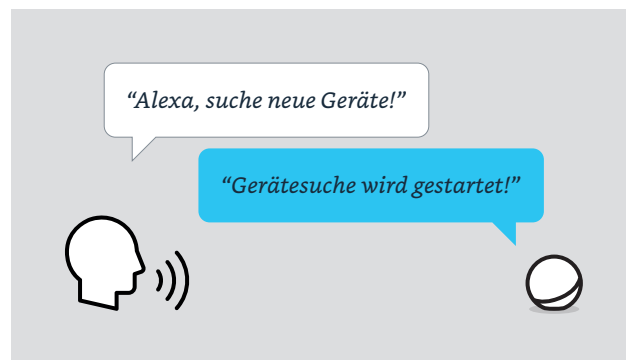 “Alexa, suche neue Geräte!”
“Gerätesuche wird gestartet!”